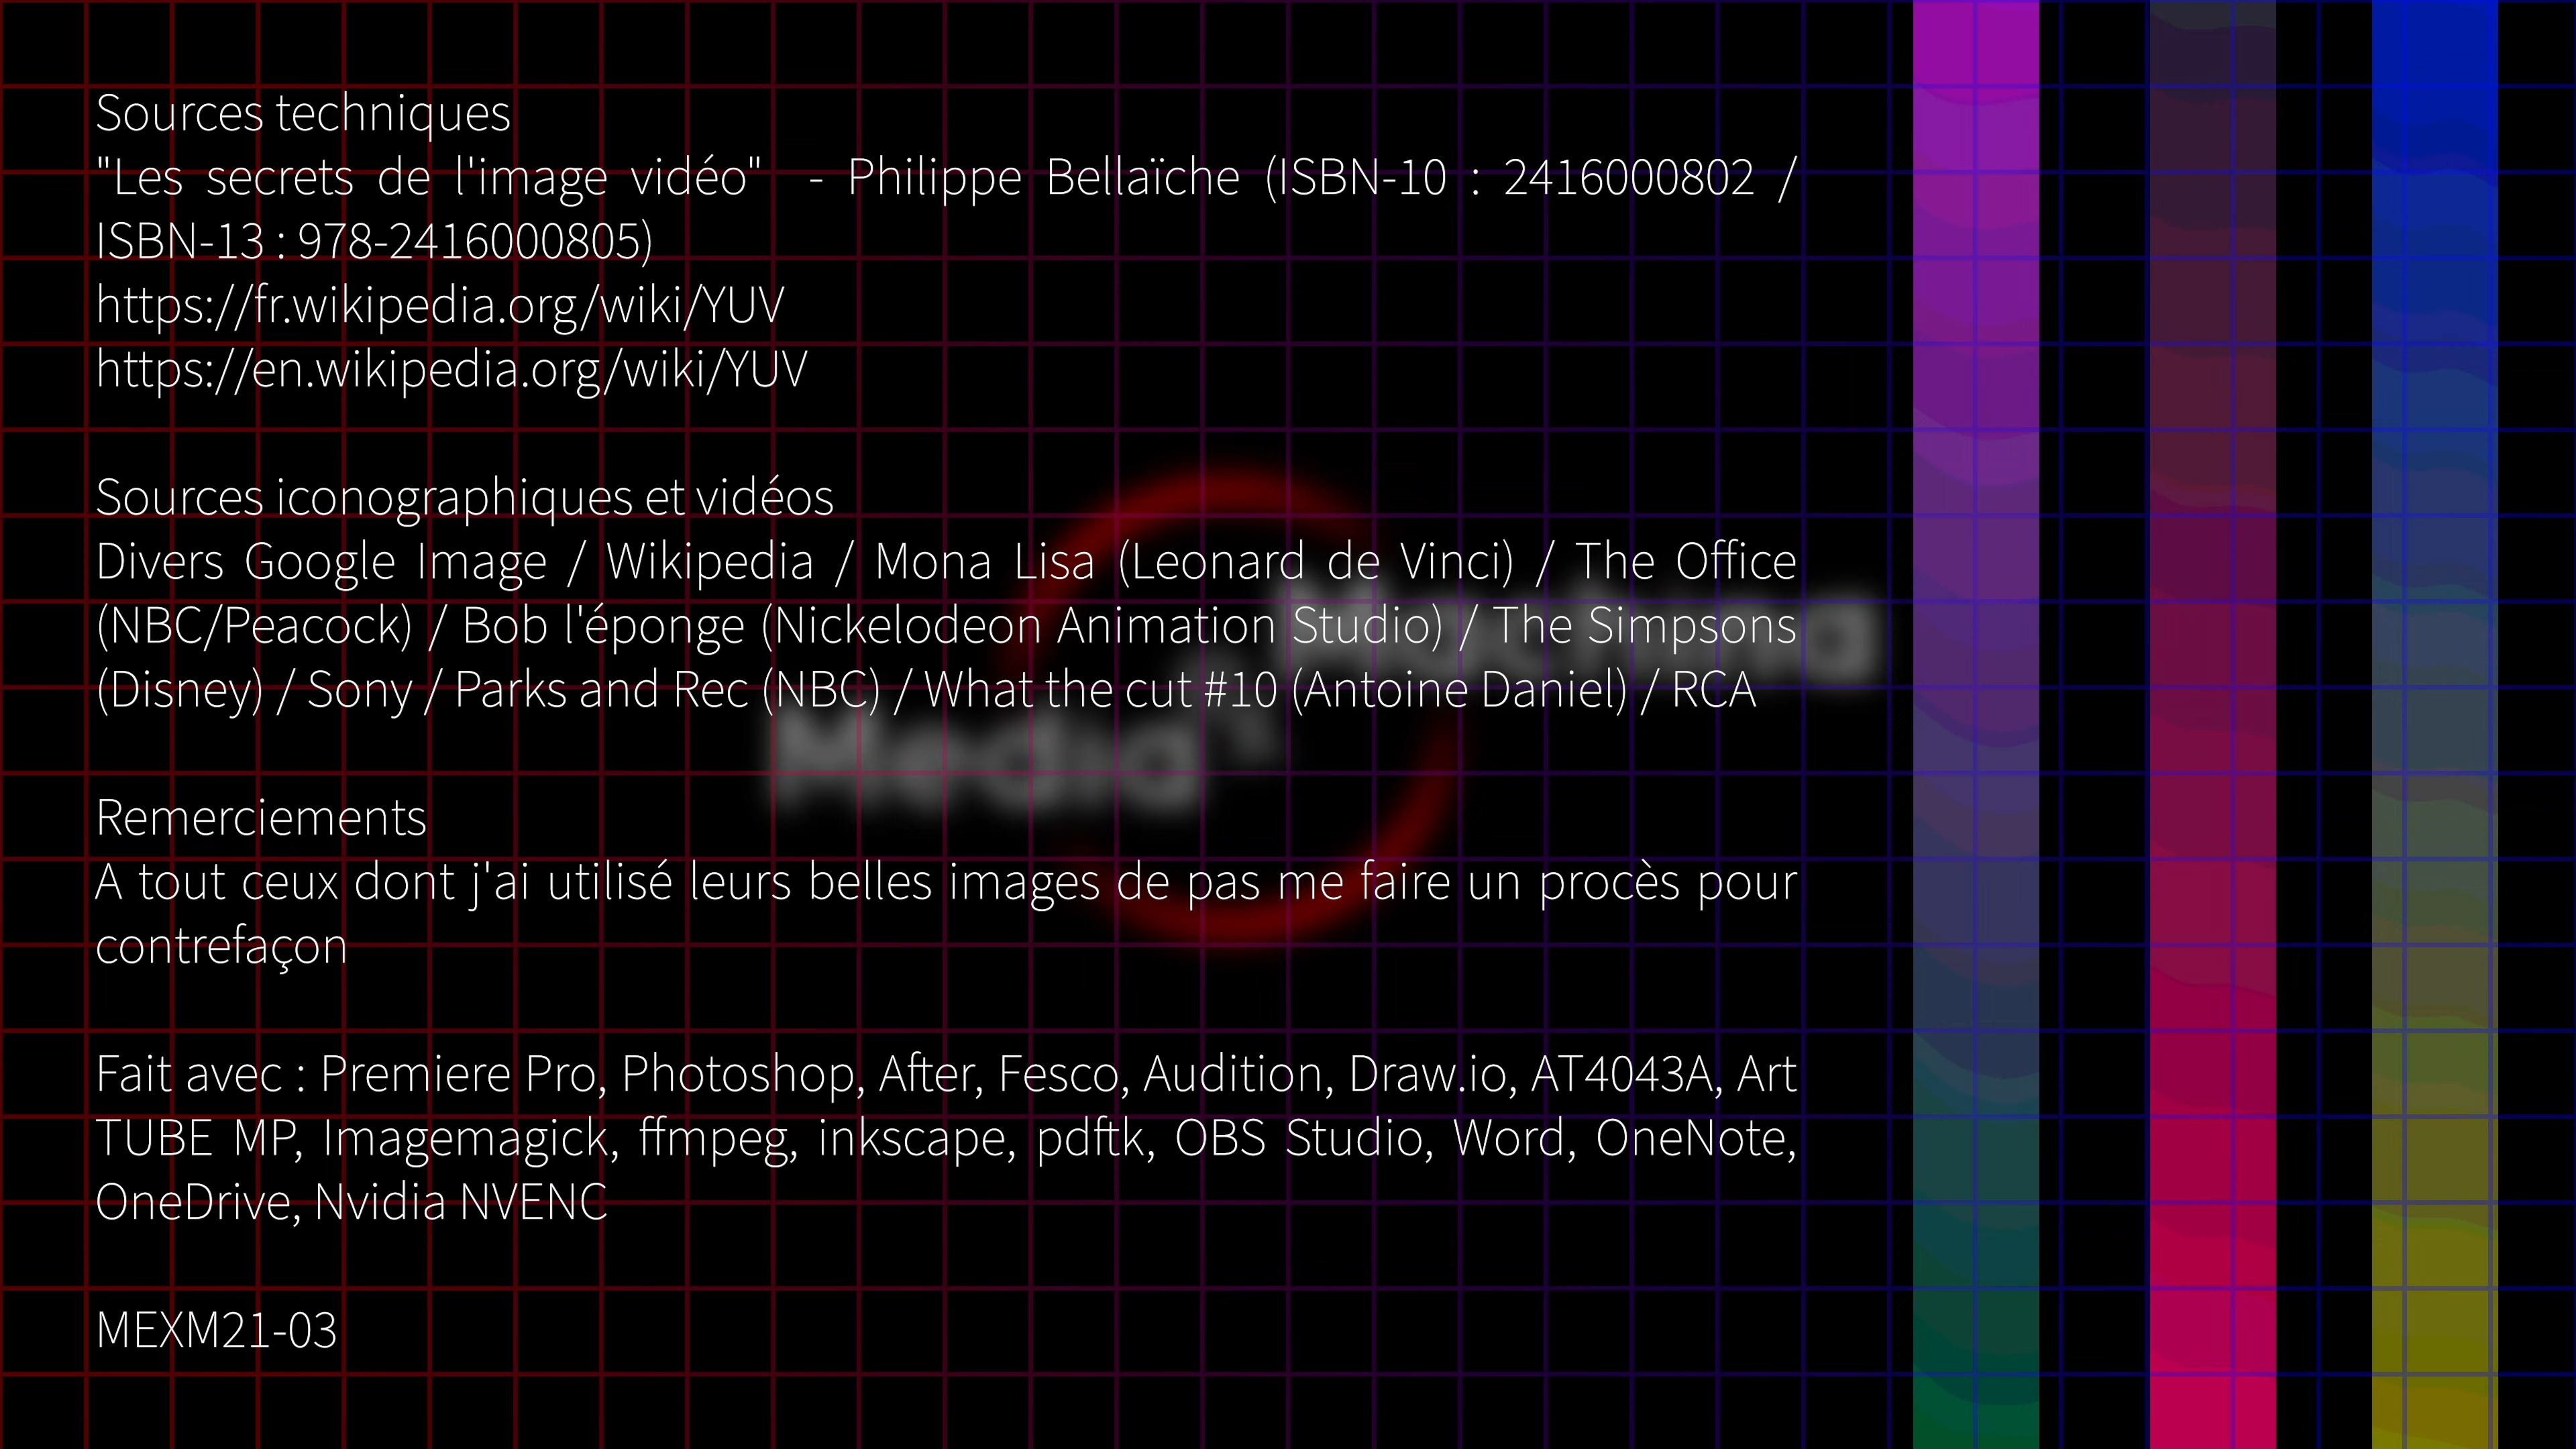 Sources techniques
"Les secrets de l'image vidéo" - Philippe Bellaïche (ISBN-10 : 2416000802 /
ISBN-13 : 978-2416000805)
https://fr.wikipedia.org/wiki/YUV
https://en.wikipedia.org/wiki/YUV
Sources iconographiques et vidéos
Divers Google Image / Wikipedia / Mona Lisa (Leonard de Vinci) / The Office
(NBC/Peacock) / Bob l'éponge (Nickelodeon Animation Studio) / The Simpsons
(Disney) / Sony / Parks and Rec (NBC) / What the cut #10 (Antoine Daniel) / RCA
Media
Remerciements
A tout ceux dont j'ai utilisé leurs belles images de pas me faire un procès pour
contrefaçon
Fait avec : Premiere Pro, Photoshop, After, Fesco, Audition, Draw.io, AT4043A, Art
TUBE MP, Imagemagick, ffmpeg, inkscape, pdftk, OBS Studio, Word, OneNote,
OneDrive, Nvidia NVENC
MEXM21-03